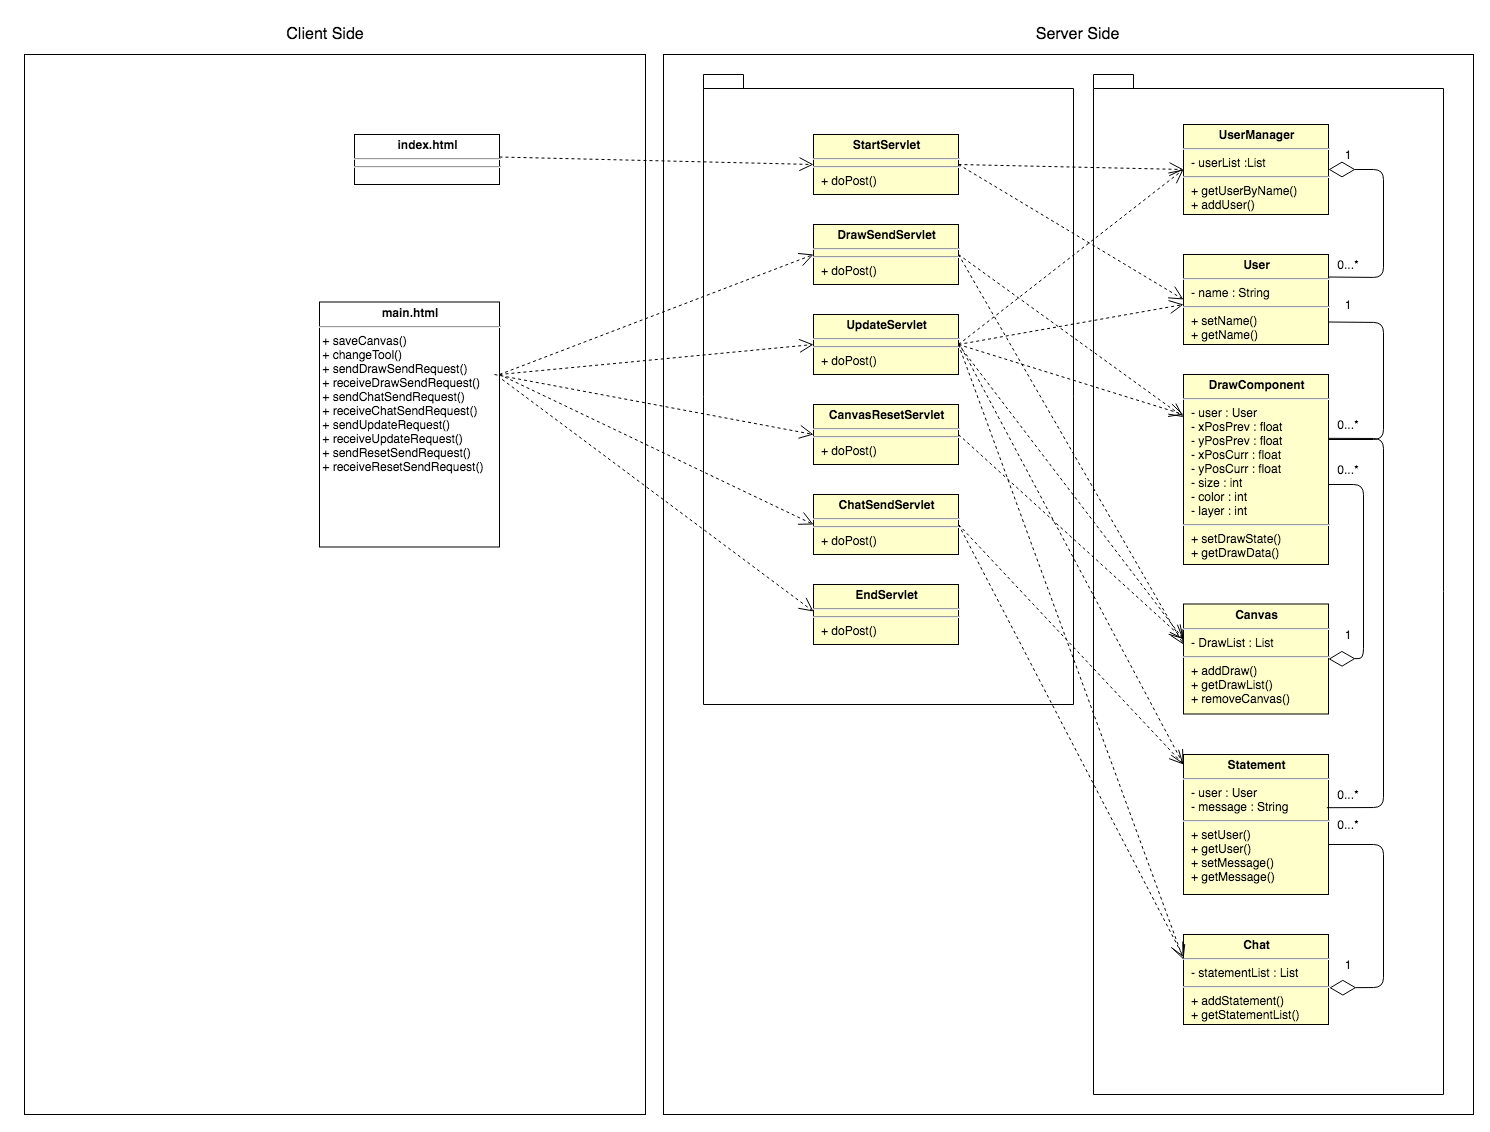 Client Side
Server Side
index.html
main.html
+ saveCanvas()
+ changeTool()
+ sendDrawSendRequest()
+ receiveDrawSendRequest()
+ sendChatSendRequest()
+ receiveChatSendRequest()
+ sendUpdateRequest()
+ receiveUpdateRequest()
+ sendResetSendRequest()
+ receiveResetSendRequest()
StartServlet
+ doPost()
DrawSendServlet
+ doPost()
UpdateServlet
+ doPost()
CanvasResetServlet
+ doPost()
ChatSendServlet
+ doPost()
EndServlet
+ doPost()
UserManager
- userList :List
+ getUserByName()
+ addUser()
1
0...*
User
- name : String
+ setName()
+ getName()
1
DrawComponent
- user : User
- xPosPrev : float
- yPosPrev : float
- xPosCurr : float
- yPosCurr : float
- size : int
- color : int
- layer : int
+ setDrawState()
+ getDrawData()
0...*
0...*
Canvas
- DrawList : List
+ addDraw()
+ getDrawList()
+ removeCanvas()
1
Statement
- user : User
- message : String
+ setUser()
+ getUser()
+ setMessage()
+ getMessage()
0...*
0...*
Chat
- statementList : List
+ addStatement()
+ getStatementList()
1